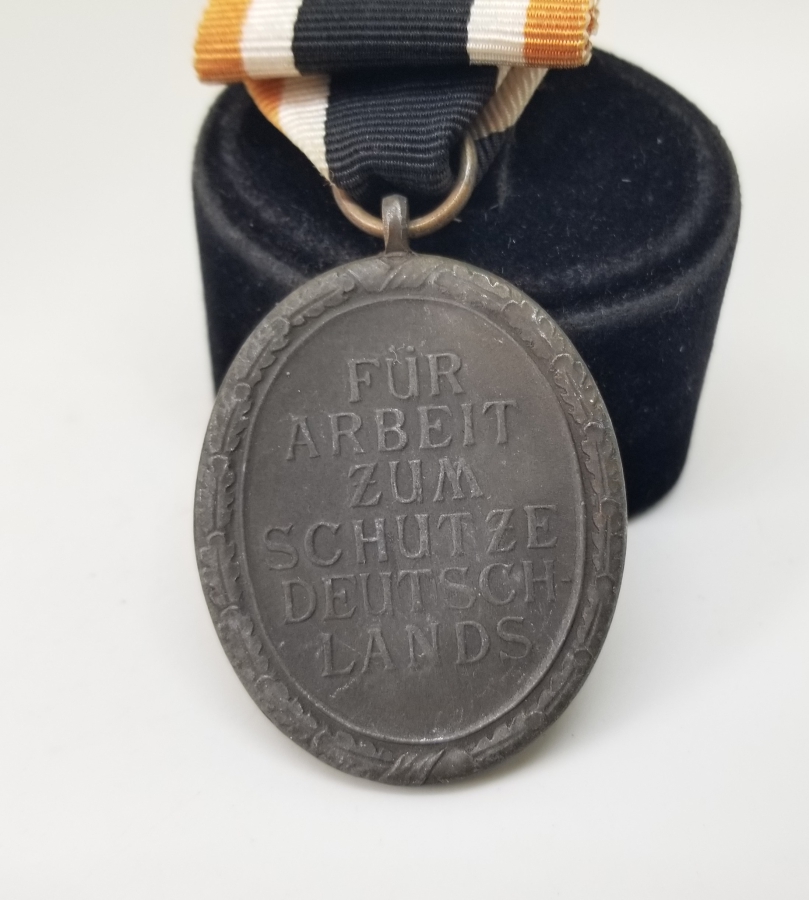 FÜR
ARBEIT
ZUM
SCHUTZE
DEUTSCH-
LANDS